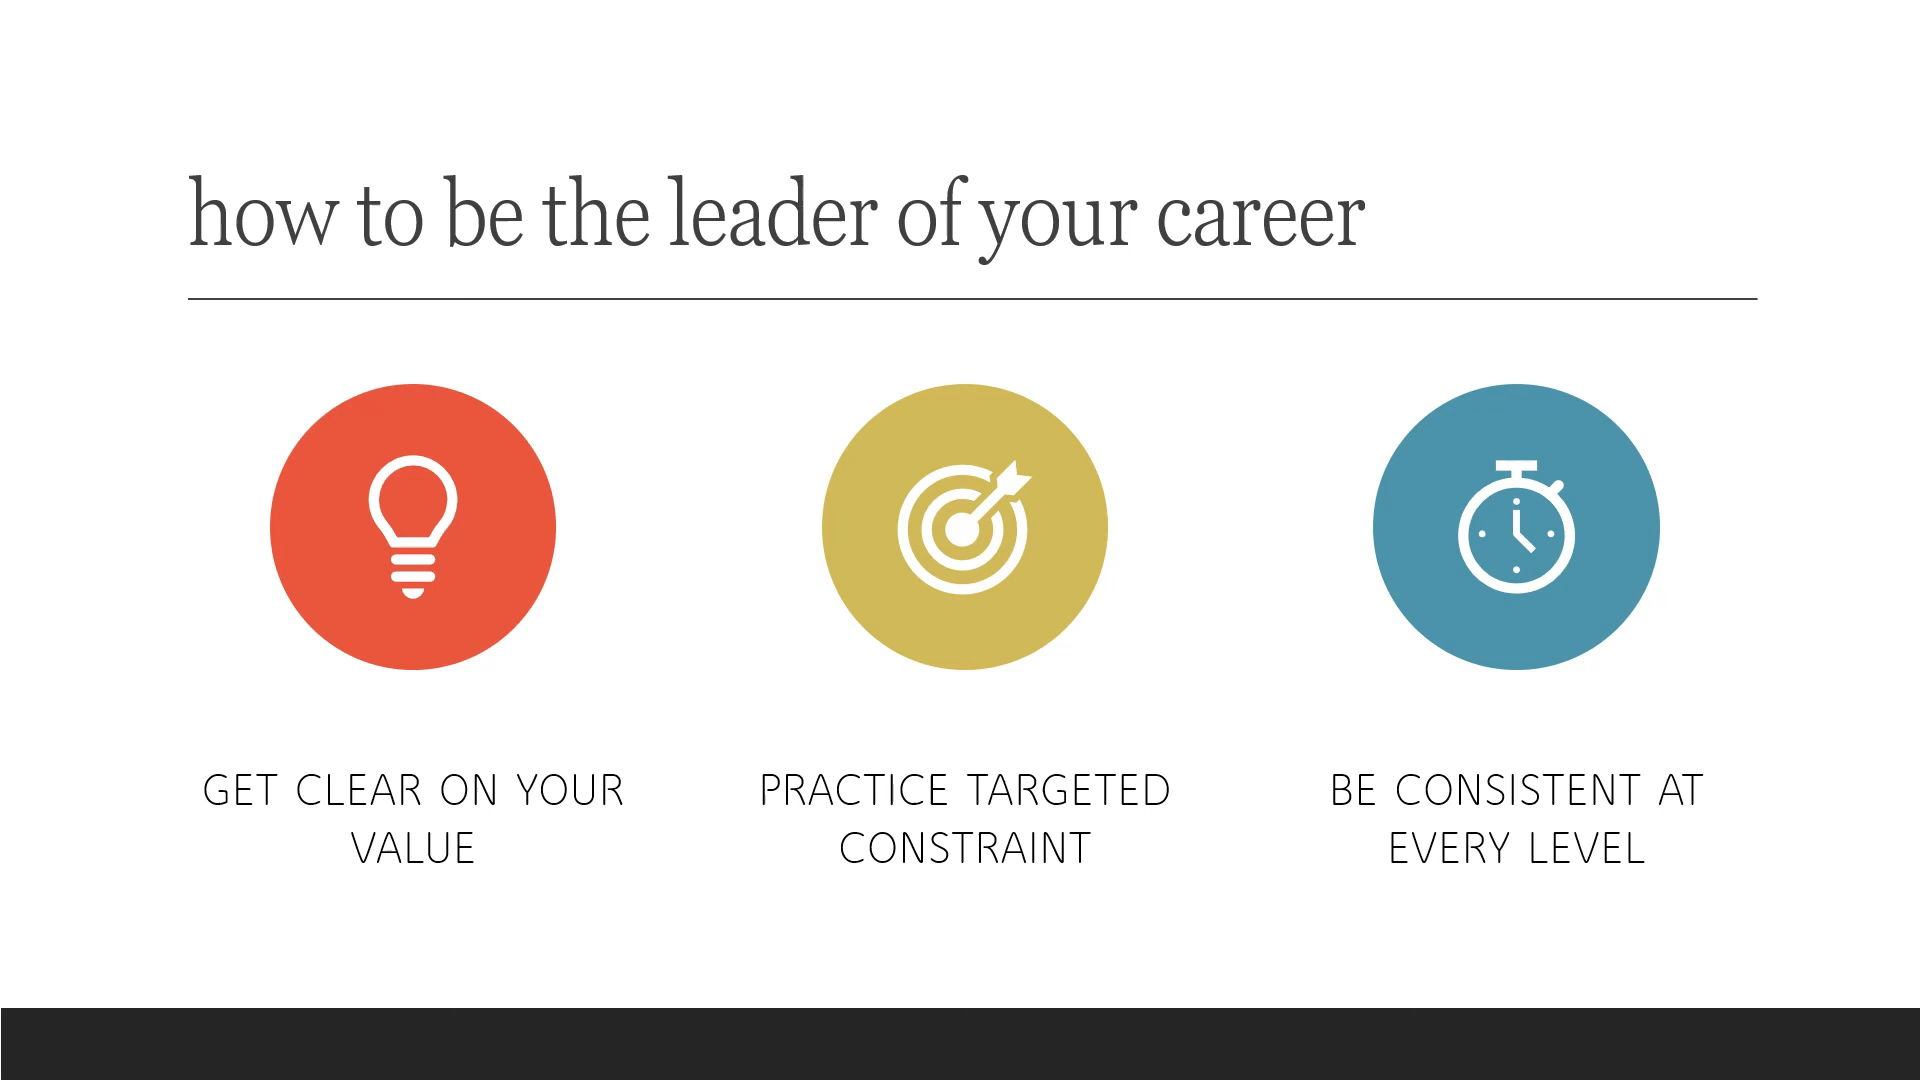 how to be the leader of your career
GET CLEAR ON YOUR
VALUE
PRACTICE TARGETED
CONSTRAINT
BE CONSISTENT AT
EVERY LEVEL